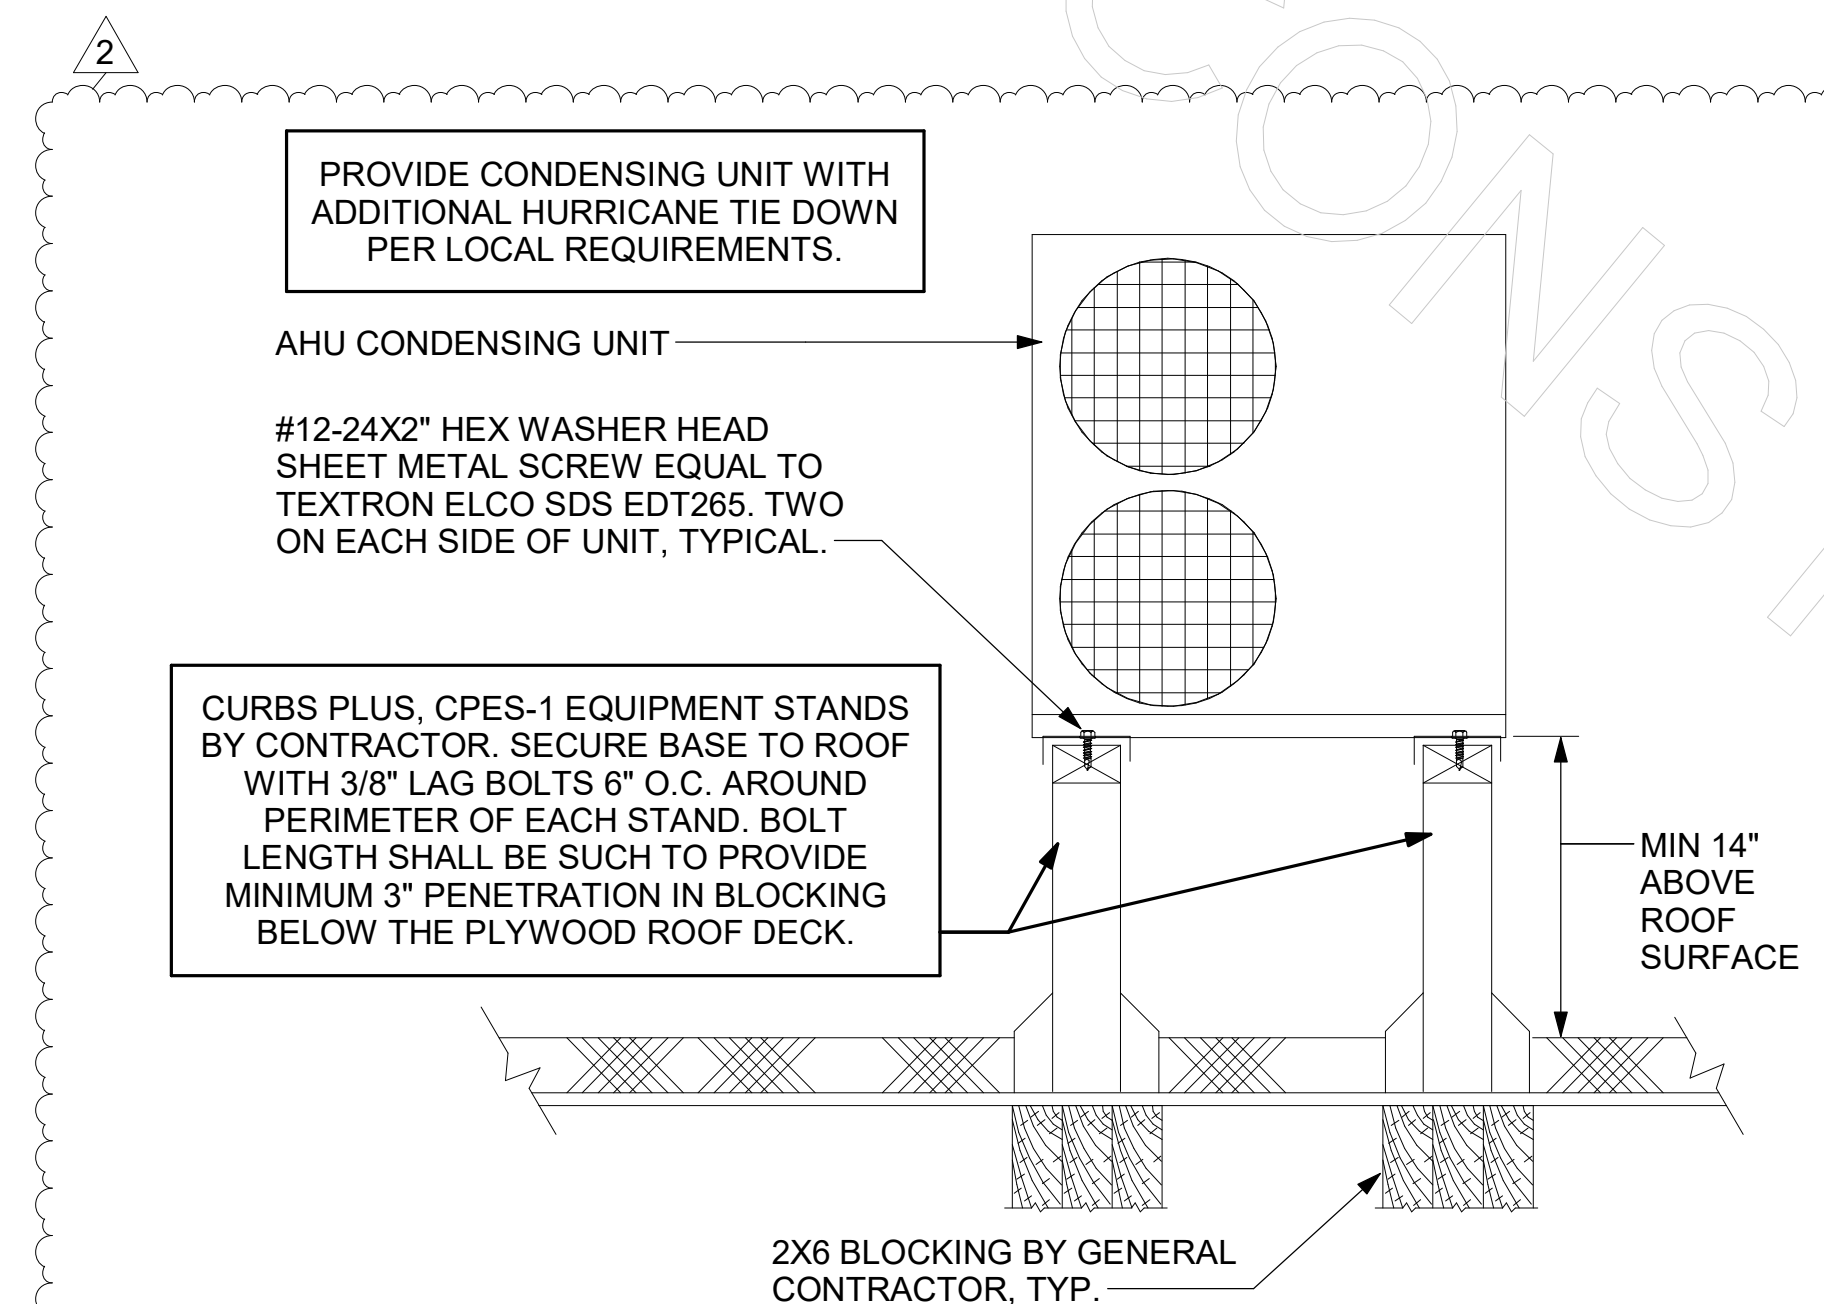 2
PROVIDE CONDENSING UNIT WITH
ADDITIONAL HURRICANE TIE DOWN
PER LOCAL REQUIREMENTS.
AHU CONDENSING UNIT
#12-24X2" HEX WASHER HEAD
SHEET METAL SCREW EQUAL TO
TEXTRON ELCO SDS EDT265. TWO
ON EACH SIDE OF UNIT, TYPICAL.
CURBS PLUS, CPES-1 EQUIPMENT STANDS
BY CONTRACTOR. SECURE BASE TO ROOF
WITH 3/8" LAG BOLTS 6" O.C. AROUND
PERIMETER OF EACH STAND. BOLT
LENGTH SHALL BE SUCH TO PROVIDE
MINIMUM 3" PENETRATION IN BLOCKING
BELOW THE PLYWOOD ROOF DECK.
MIN 14"
ABOVE
ROOF
SURFACE
2X6 BLOCKING BY GENERAL
CONTRACTOR, TYP.
CONS